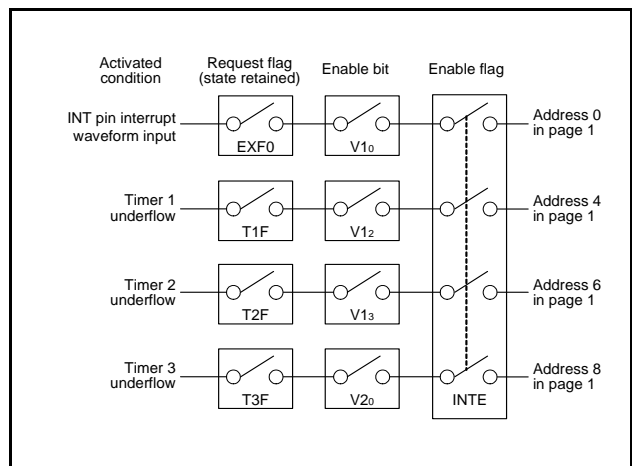 Activated
condition
Request flag
(state retained)
Enable bit
Enable flag
INT pin interrupt
waveform input
EXF0
V10
Address 0
in page 1
Timer 1
underflow
T1F
V12
Address 4
in page 1
Timer 2
underflow
T2F
V13
Address 6
in page 1
Timer 3
underflow
T3F
V20
INTE
Address 8
in page 1